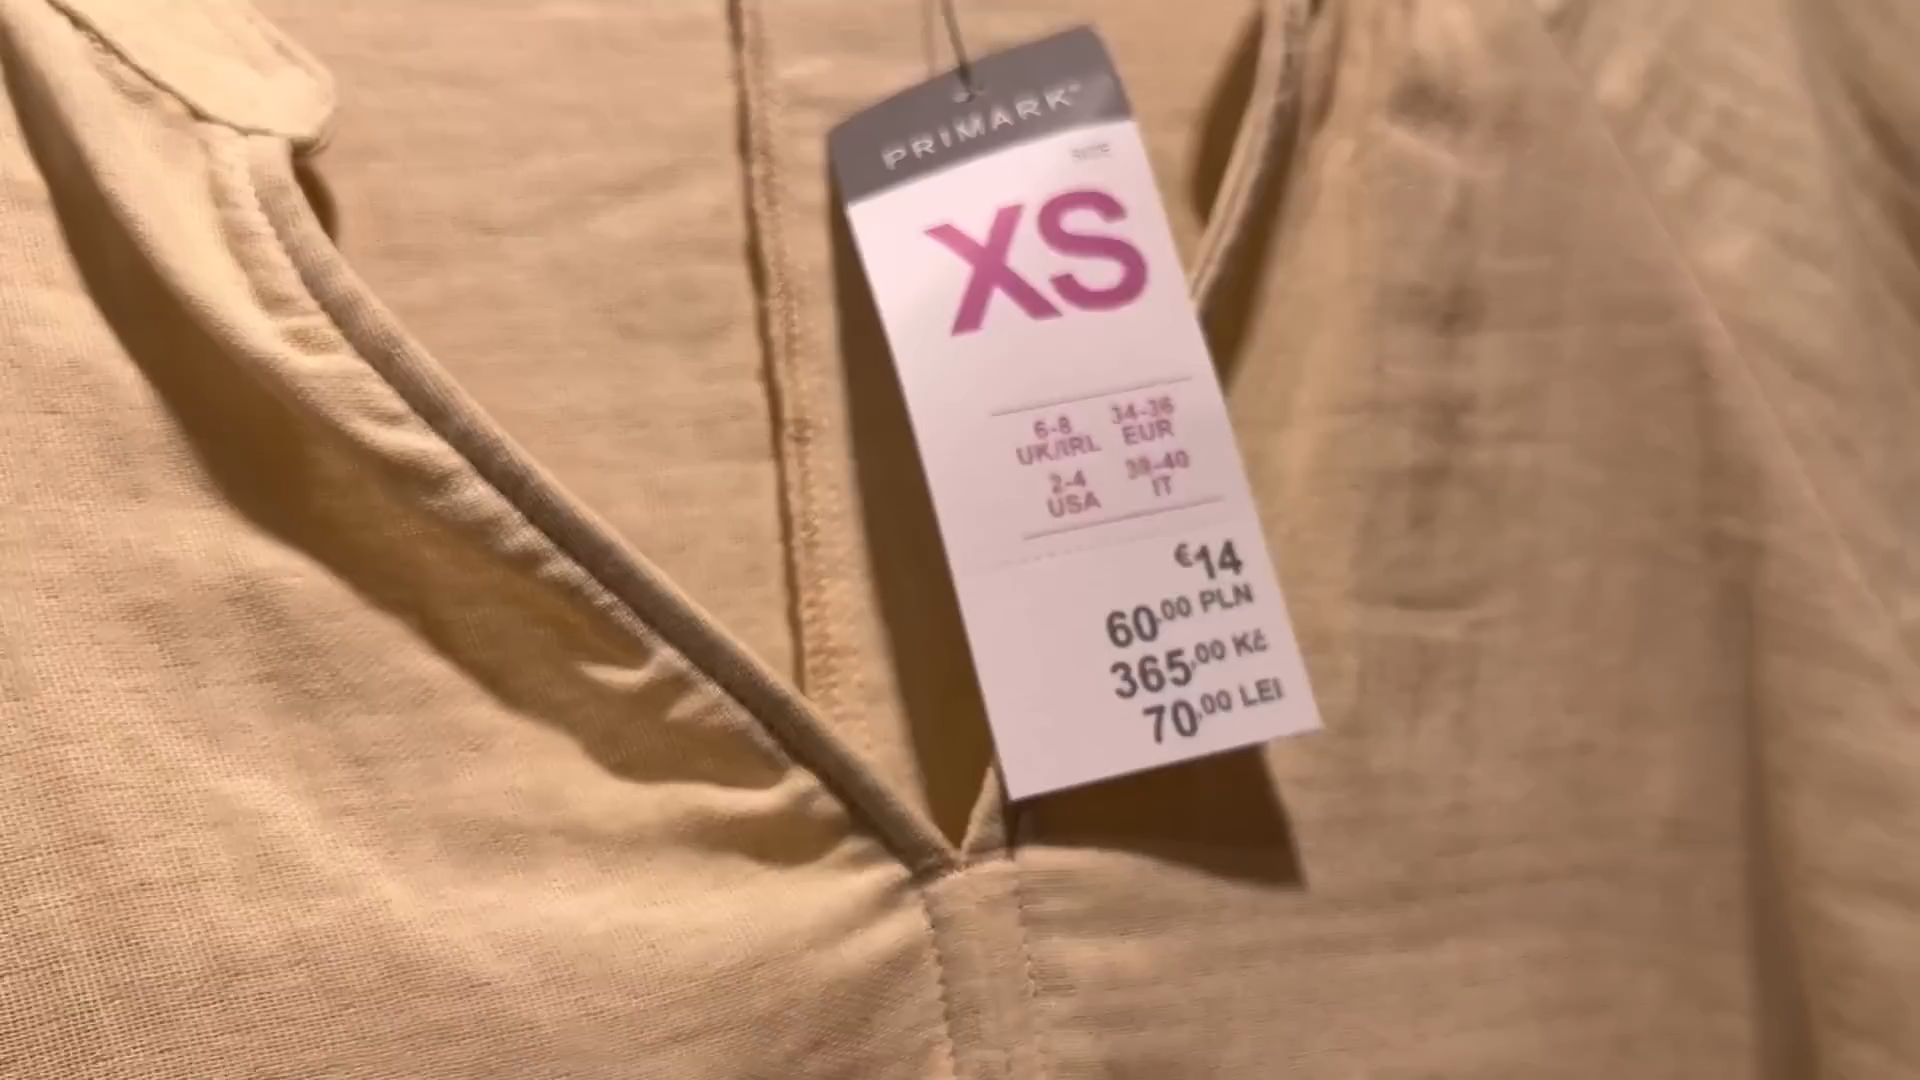 PRIMARK
SIZE
XS
6-8 34-36
UK/IRL EUR
2-4 38-40
USA IT
€14
60.00 PLN
365,00 Kč
70,00 LEI